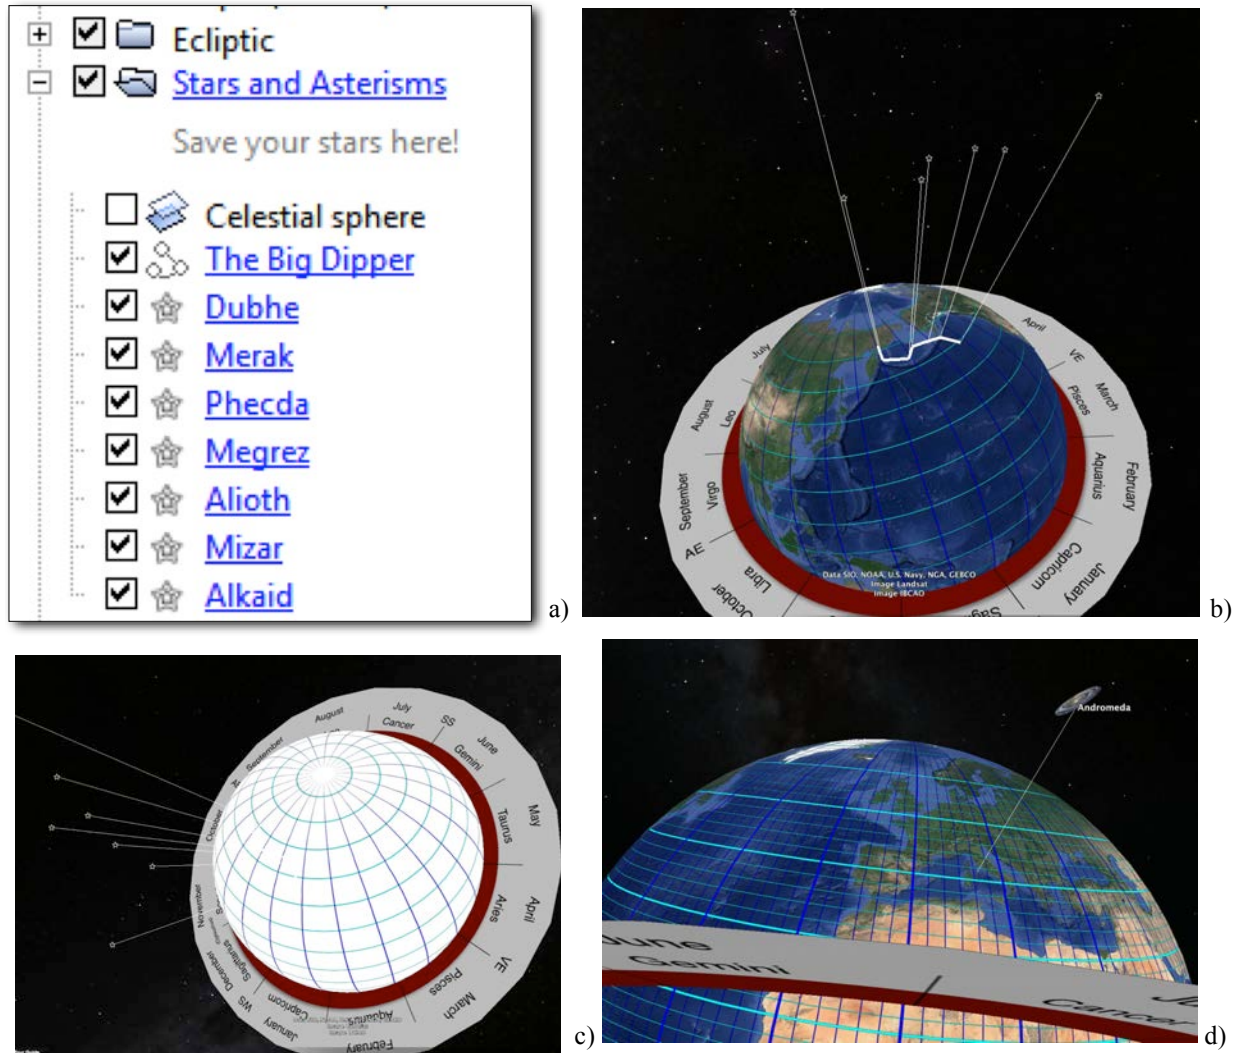 Ecliptic
Stars and Asterisms
Save your stars here!
Celestial sphere
The Big Dipper
Dubhe
Merak
Phecda
Megrez
Alioth
Mizar
Alkaid
a)
April
July
VE
March
Pisces
August
Leo
February
Aquarius
September
Virgo
AE
Libra
October
Capricorn
January
Data SIO, NOAA, U.S. Navy, NGA, GEBCO
Image Landsat
Image IBCAO
b)
July
Cancer
SS
August
June
Gemini
September
May
Taurus
October
April
Aries
November
VE
Sagittarius
December
Pisces
March
WS
Capricorn
Aquarius
January
February
c)
Andromeda
June
Gemini
Cancer
d)